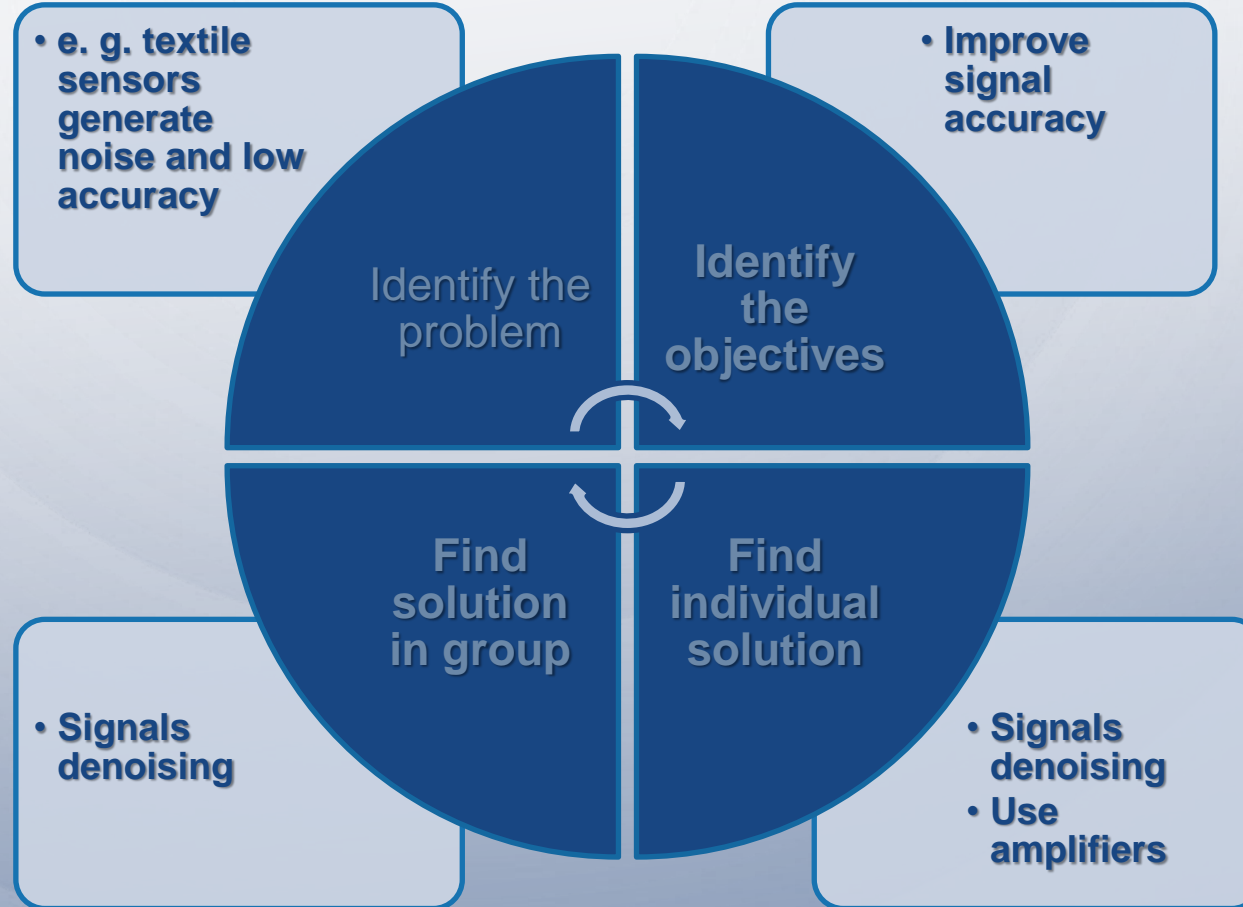 • e. g. textile
sensors
generate
noise and low
accuracy
• Improve
signal
accuracy
Identify the
problem
Identify
the
objectives
Find
solution
in group
Find
individual
solution
• Signals
denoising
• Signals
denoising
• Use
amplifiers